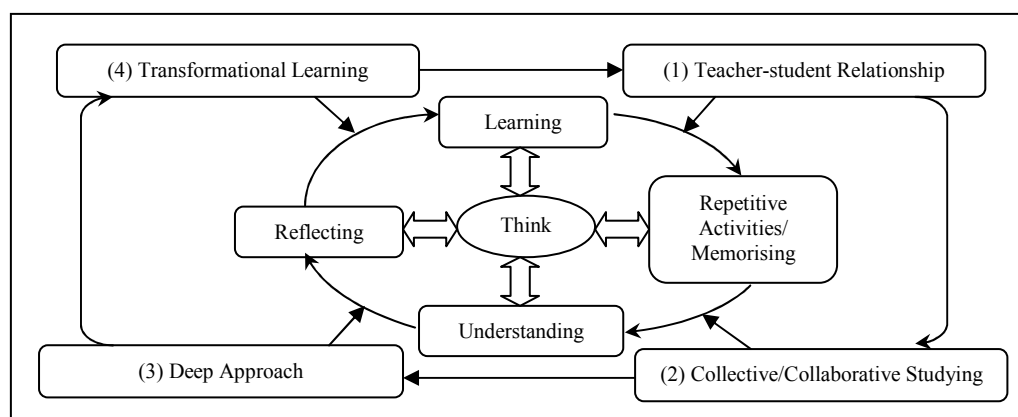 (4) Transformational Learning
(1) Teacher-student Relationship
Learning
Repetitive
Activities/
Memorising
Reflecting
Think
Understanding
(3) Deep Approach
(2) Collective/Collaborative Studying